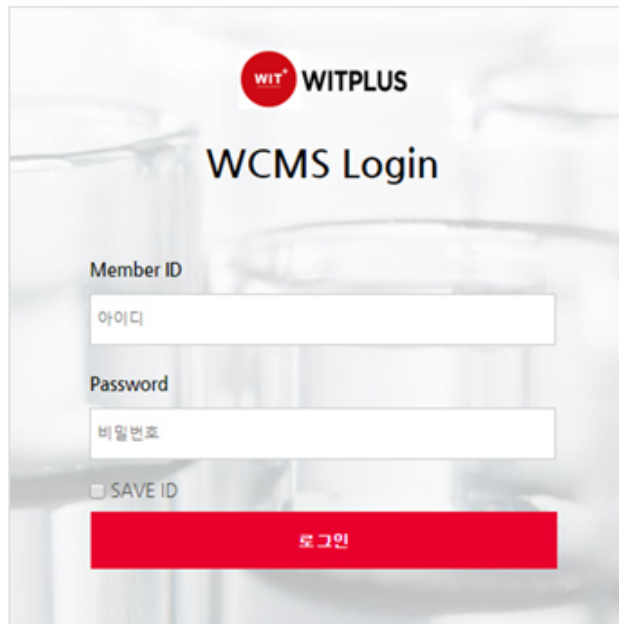 WIT+ WITPLUS
WCMS Login
Member ID
아이디
Password
비밀번호
SAVE ID
로그인